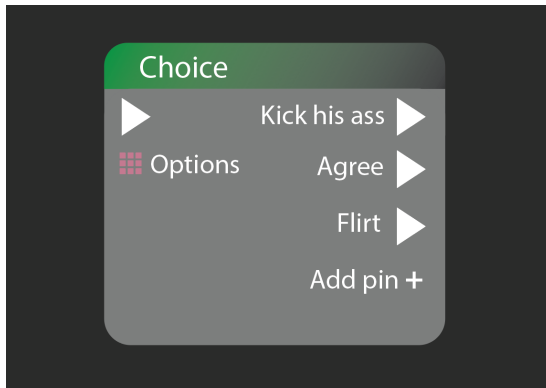 Choice
Kick his ass
Options
Agree
Flirt
Add pin +